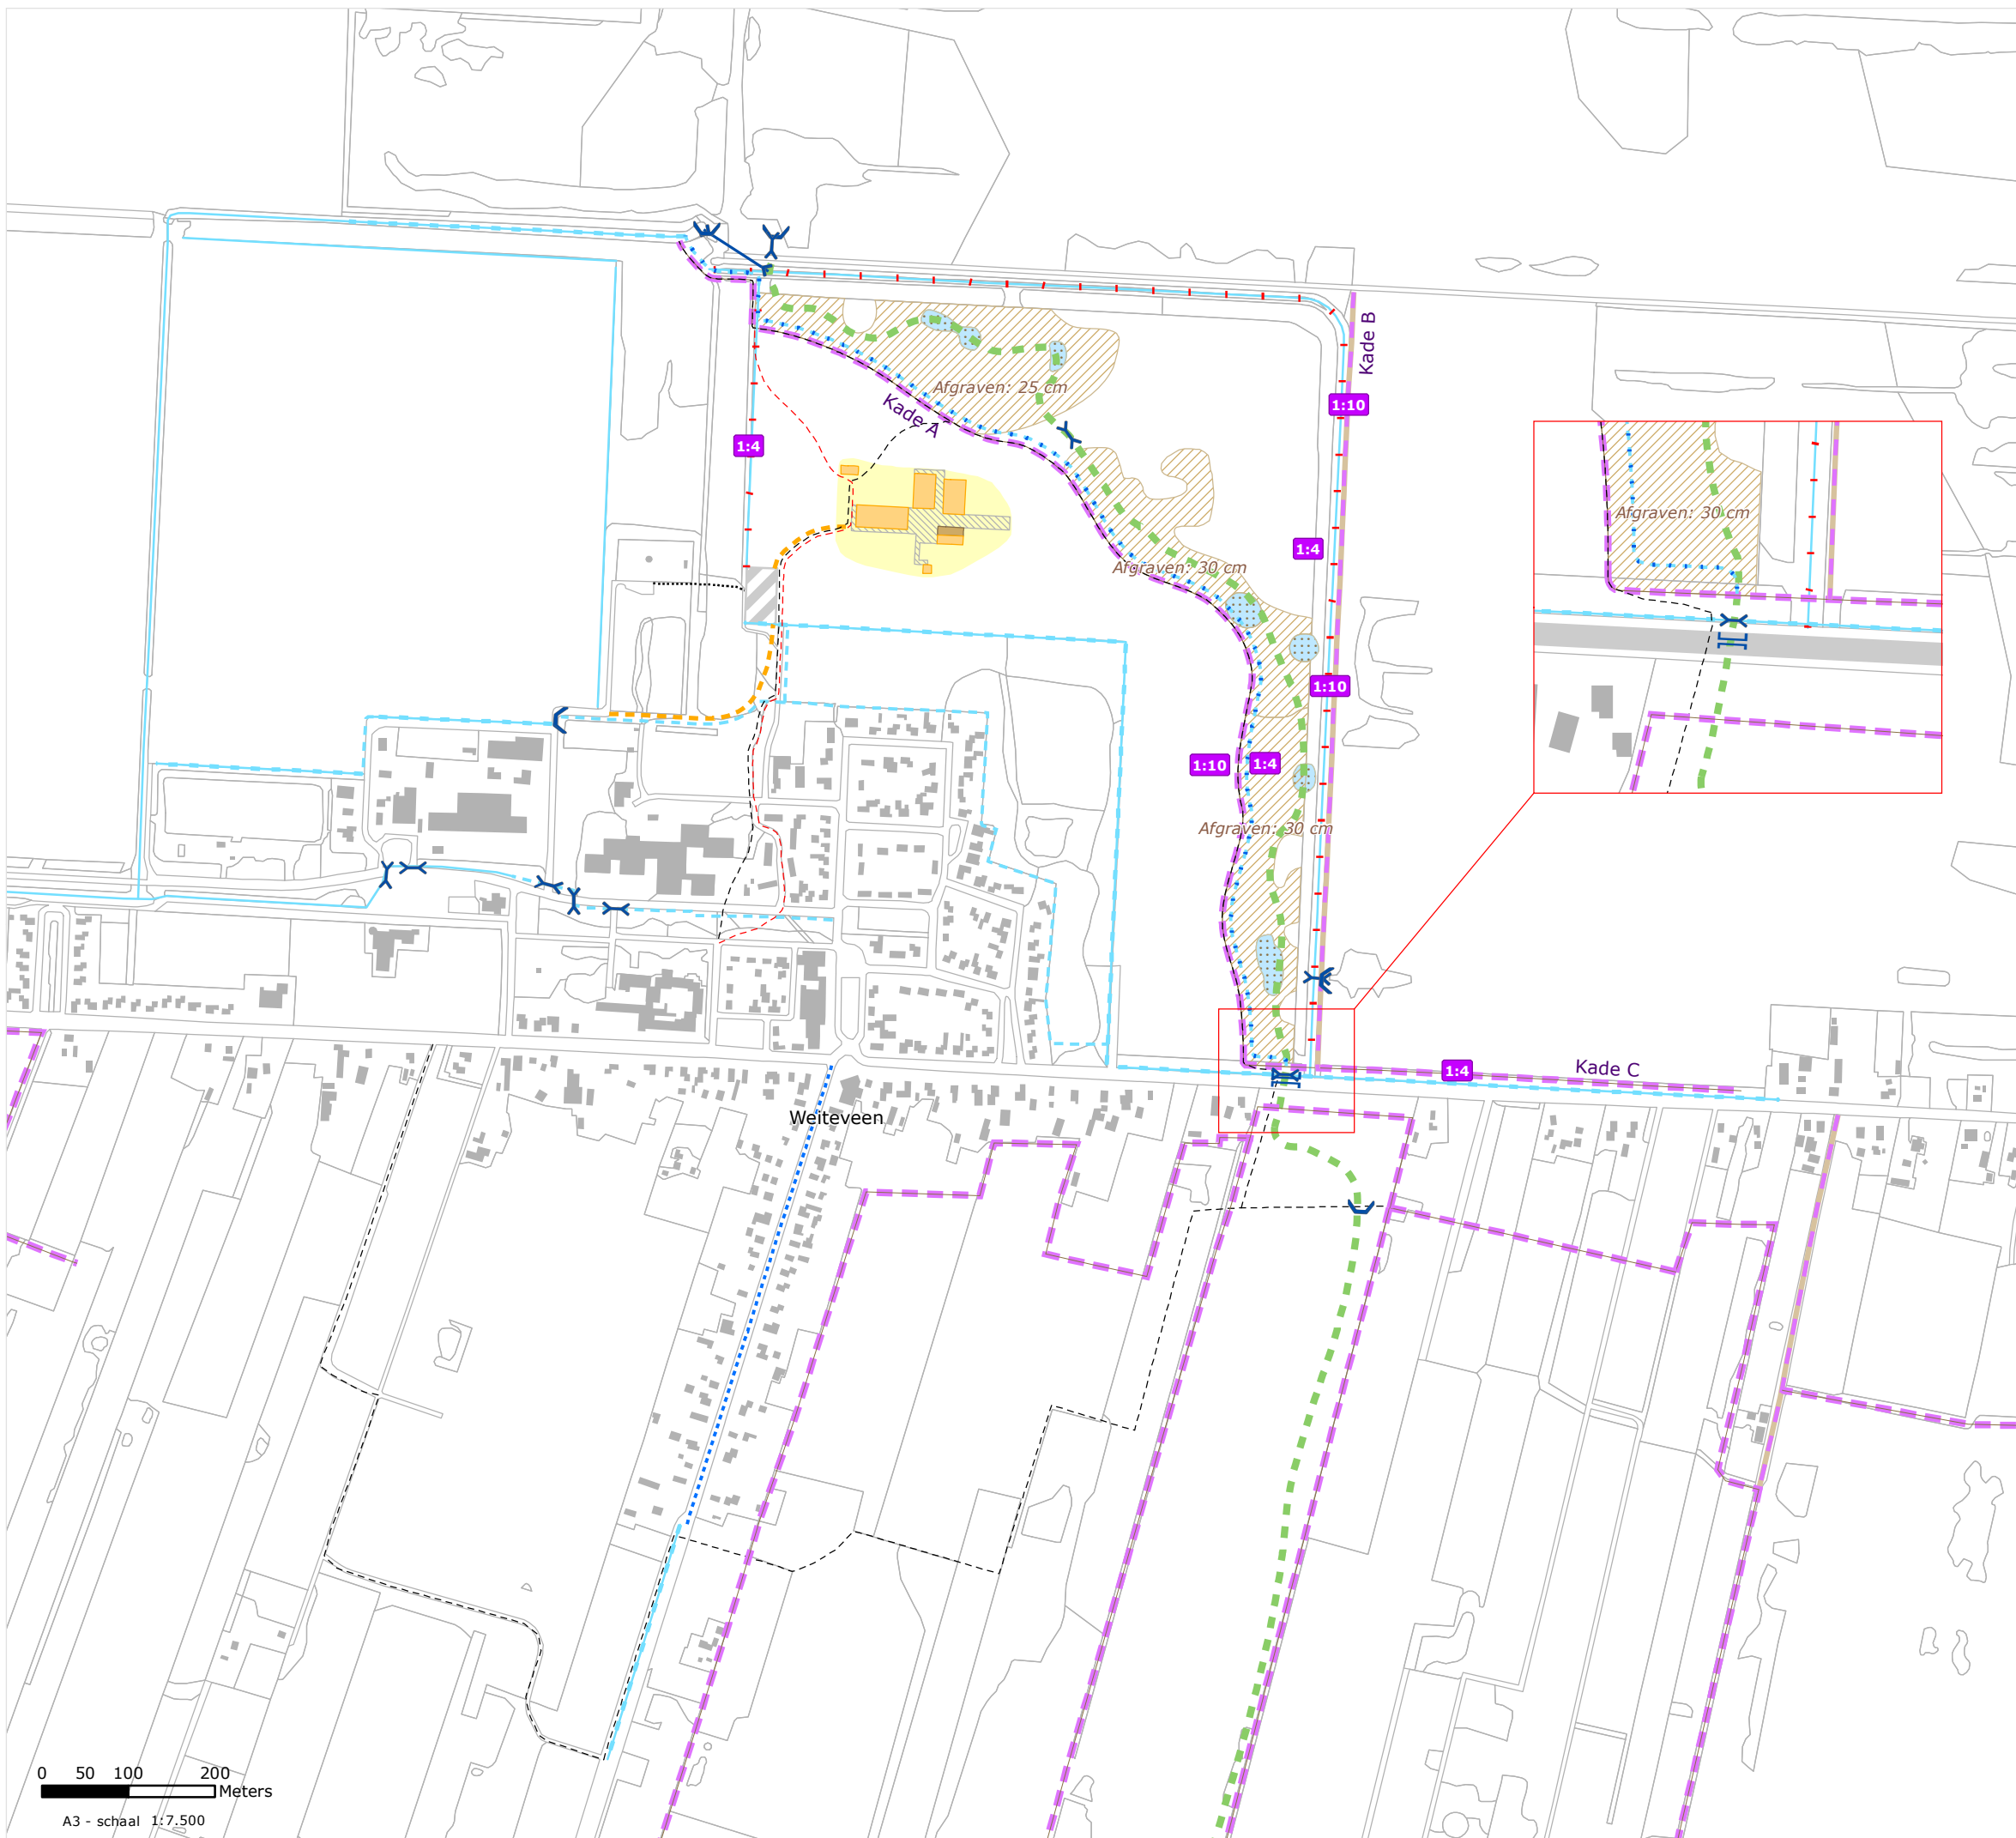 Kade B
Afgraven: 25 cm
1:10
Kade A
1:4
Afgraven: 30 cm
1:4
Afgraven: 30 cm
1:10
1:10
1:4
Afgraven: 30 cm
Kade C
1:4
Weiteveen
0 50 100 200
Meters
A3 - schaal 1:7.500